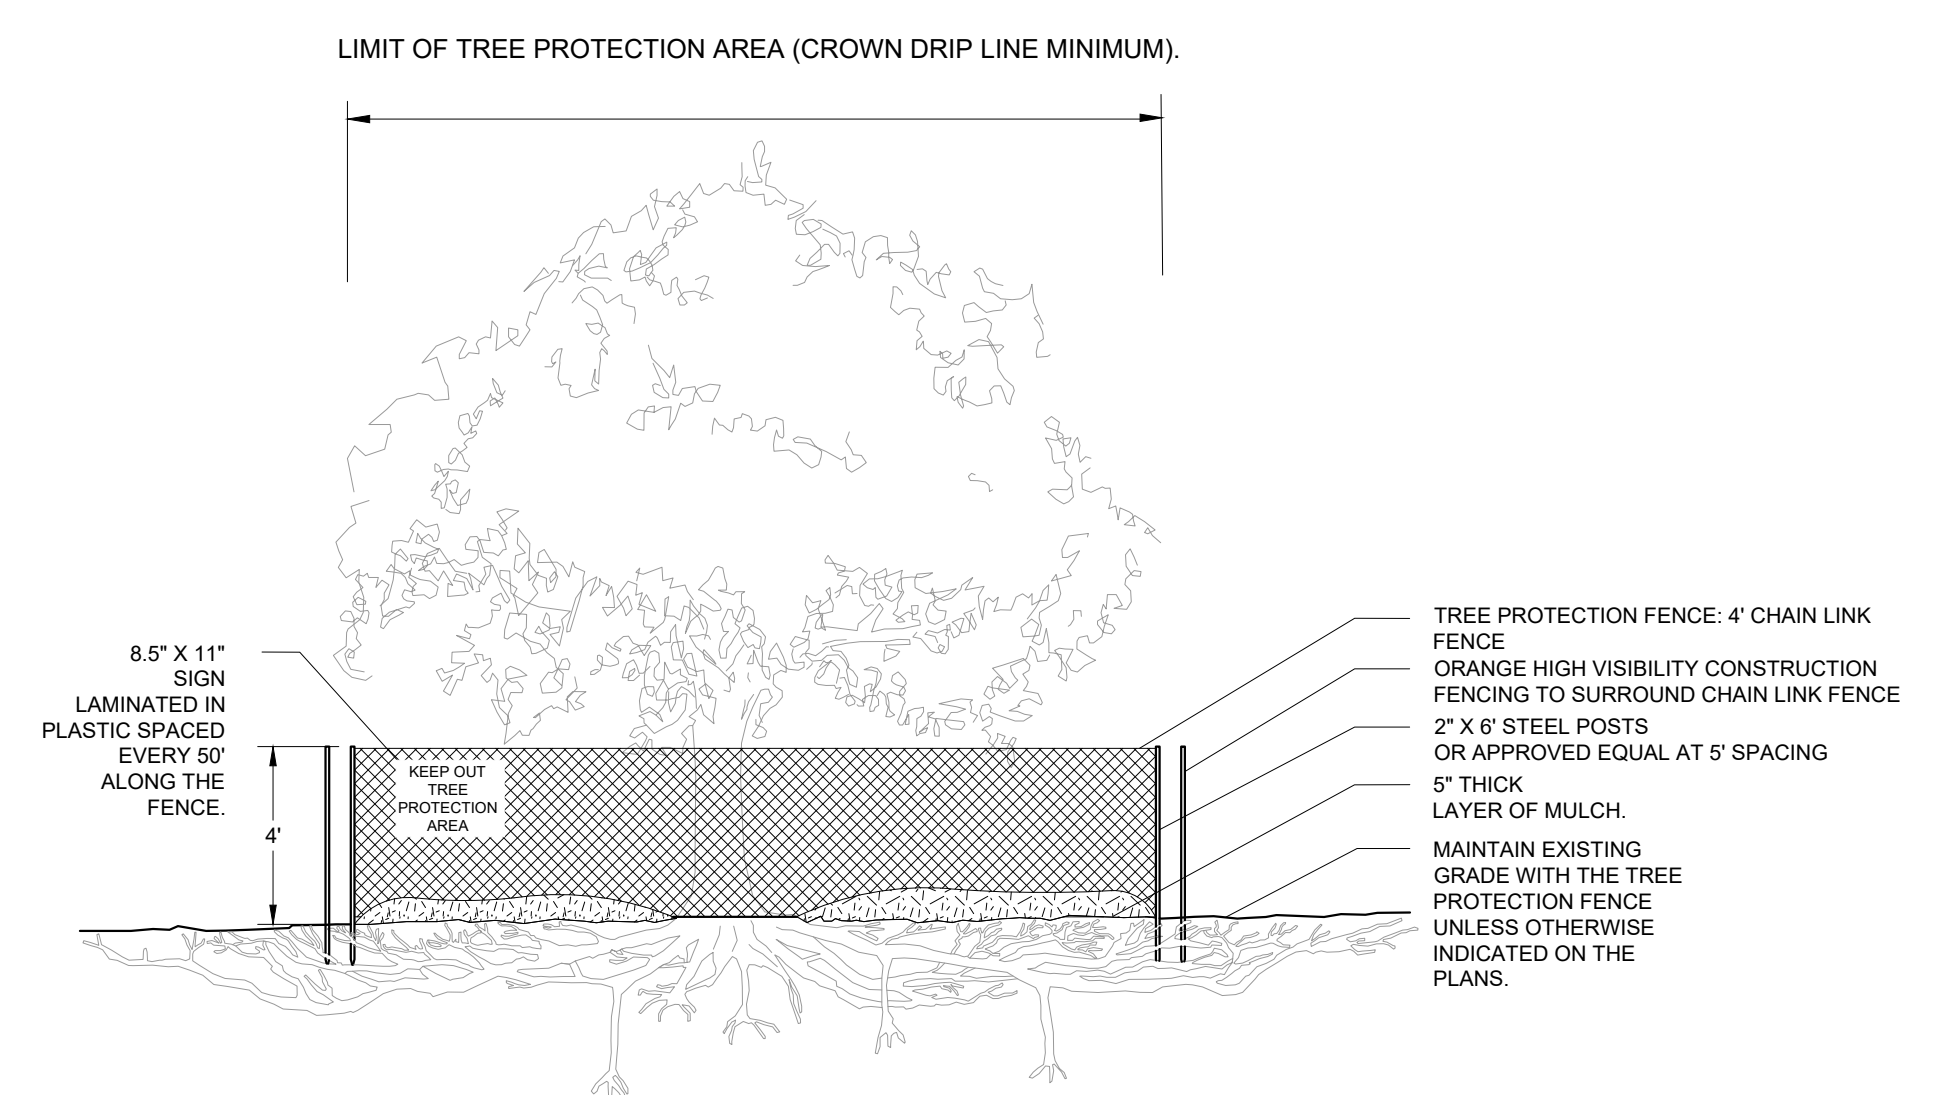 LIMIT OF TREE PROTECTION AREA (CROWN DRIP LINE MINIMUM).
8.5" X 11"
SIGN
LAMINATED IN
PLASTIC SPACED
EVERY 50'
ALONG THE
FENCE.
4'
KEEP OUT
TREE
PROTECTION
AREA
TREE PROTECTION FENCE: 4' CHAIN LINK
FENCE
ORANGE HIGH VISIBILITY CONSTRUCTION
FENCING TO SURROUND CHAIN LINK FENCE
2" X 6' STEEL POSTS
OR APPROVED EQUAL AT 5' SPACING
5" THICK
LAYER OF MULCH.
MAINTAIN EXISTING
GRADE WITH THE TREE
PROTECTION FENCE
UNLESS OTHERWISE
INDICATED ON THE
PLANS.